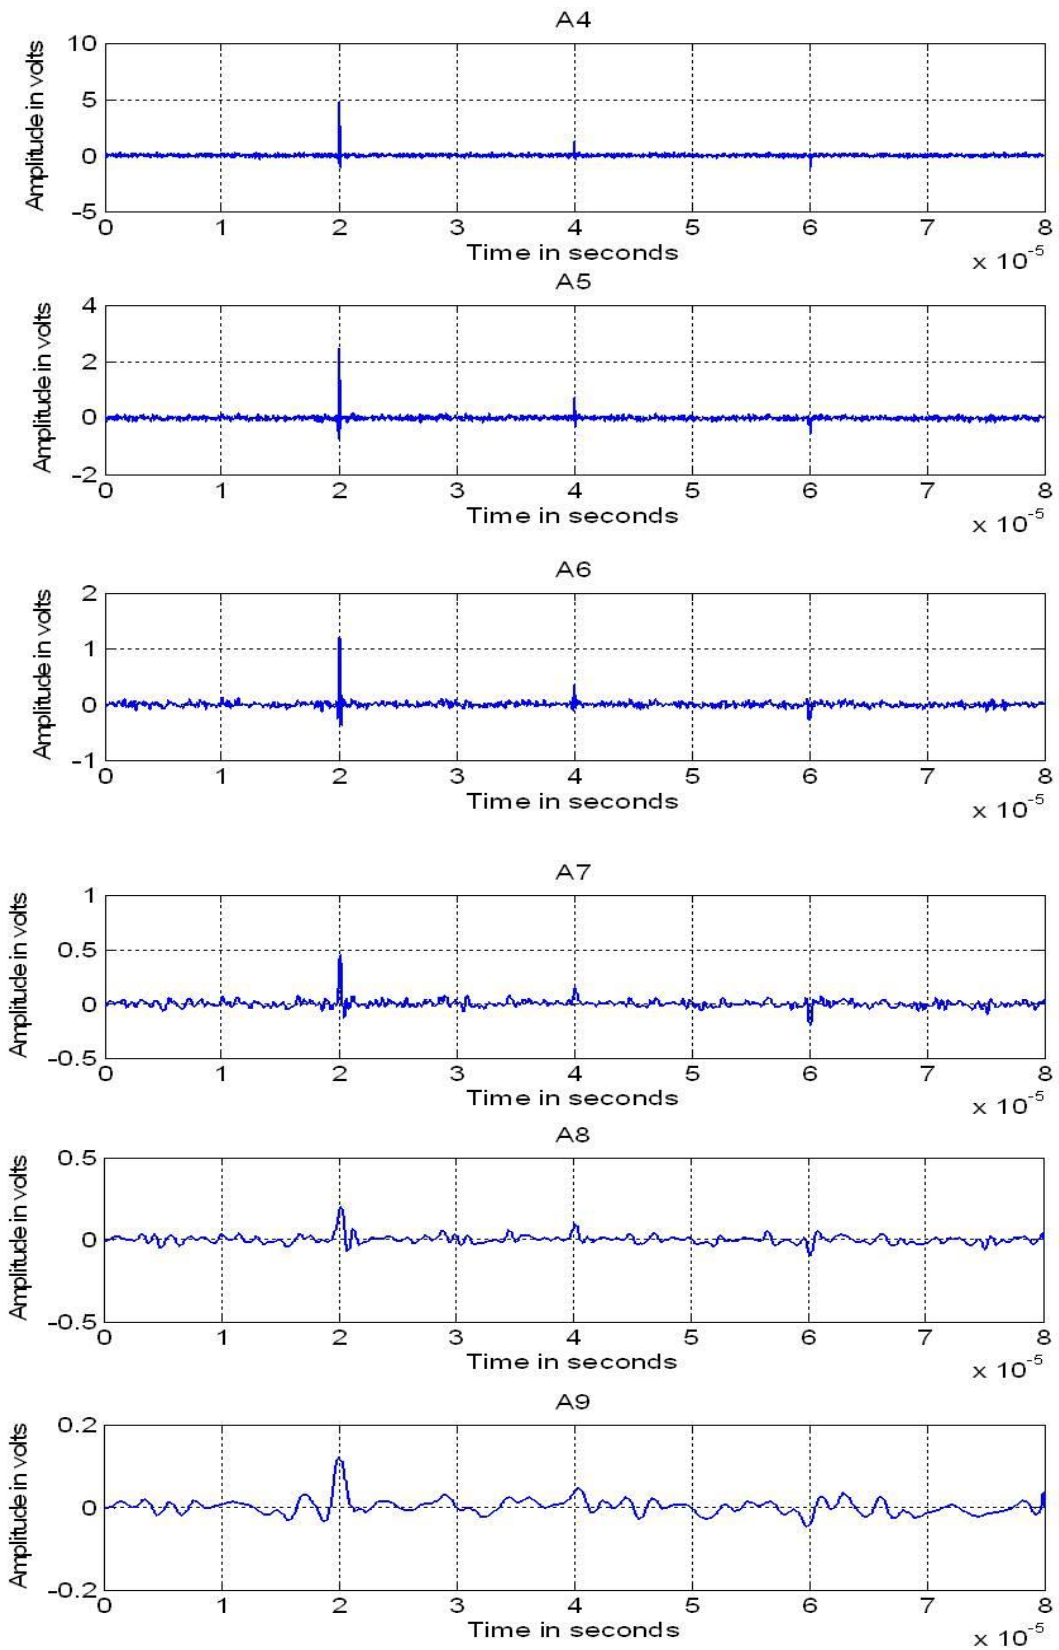 A4
Amplitude in volts
10
5
0
-5
0 1 2 3 4 5 6 7 8
Time in seconds
x 10-5
A5
Amplitude in volts
4
2
0
-2
0 1 2 3 4 5 6 7 8
Time in seconds
x 10-5
A6
Amplitude in volts
2
1
0
-1
0 1 2 3 4 5 6 7 8
Time in seconds
x 10-5
A7
Amplitude in volts
1
0.5
0
-0.5
0 1 2 3 4 5 6 7 8
Time in seconds
x 10-5
A8
Amplitude in volts
0.5
0
-0.5
0 1 2 3 4 5 6 7 8
Time in seconds
x 10-5
A9
Amplitude in volts
0.2
0
-0.2
0 1 2 3 4 5 6 7 8
Time in seconds
x 10-5